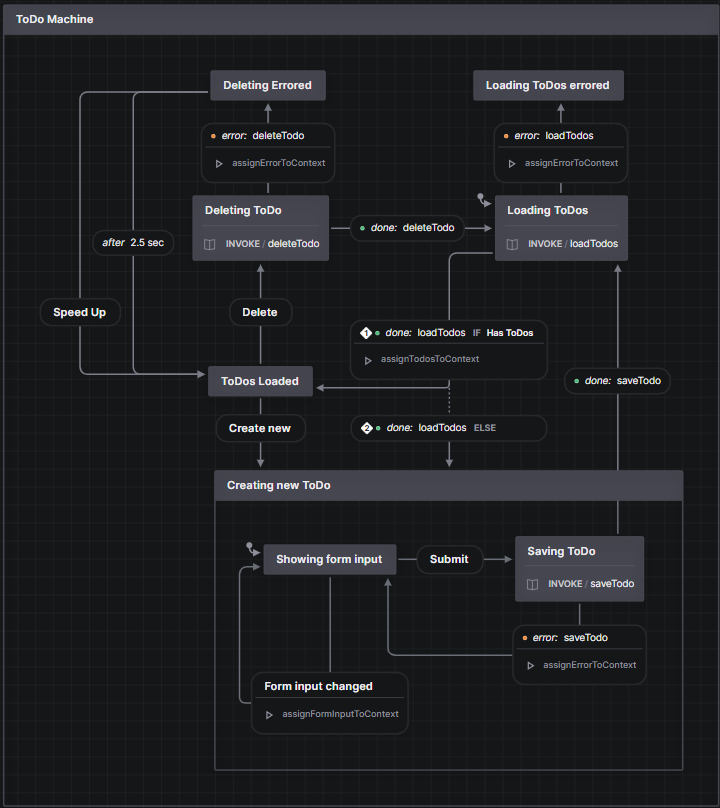 ToDo Machine
Deleting Errored
Loading ToDos errored
error: deleteTodo
assignErrorToContext
error: loadTodos
assignErrorToContext
Deleting ToDo
INVOKE / deleteTodo
done: deleteTodo
Loading ToDos
INVOKE / loadTodos
after 2.5 sec
Speed Up
Delete
1 done: loadTodos IF Has ToDos
assignTodosToContext
ToDos Loaded
done: saveTodo
Create new
2 done: loadTodos ELSE
Creating new ToDo
Showing form input
Submit
Saving ToDo
INVOKE / saveTodo
error: saveTodo
assignErrorToContext
Form input changed
assignFormInputToContext